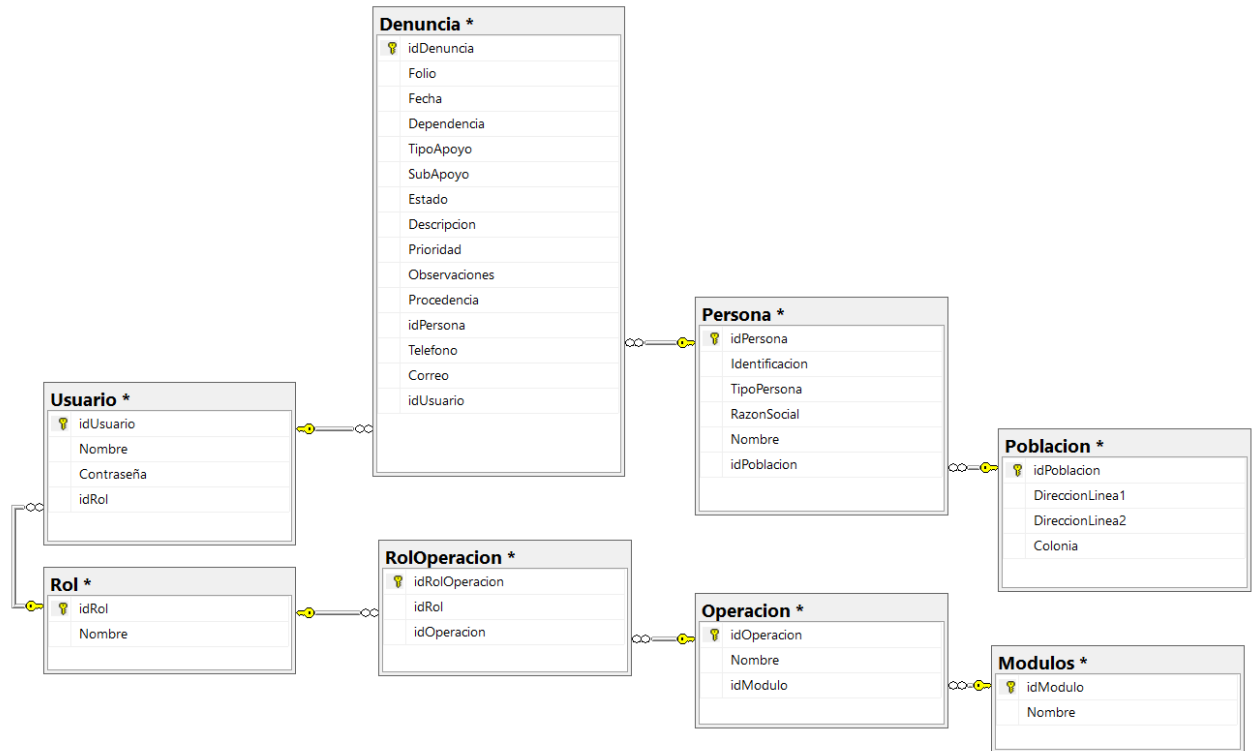 Denuncia *
idDenuncia
Folio
Fecha
Dependencia
TipoApoyo
SubApoyo
Estado
Descripcion
Prioridad
Observaciones
Procedencia
idPersona
Telefono
Correo
idUsuario
Persona *
idPersona
Identificacion
TipoPersona
RazonSocial
Nombre
idPoblacion
Usuario *
idUsuario
Nombre
Contraseña
idRol
Poblacion *
idPoblacion
DireccionLinea1
DireccionLinea2
Colonia
Rol *
idRol
Nombre
RolOperacion *
idRolOperacion
idRol
idOperacion
Operacion *
idOperacion
Nombre
idModulo
Modulos *
idModulo
Nombre